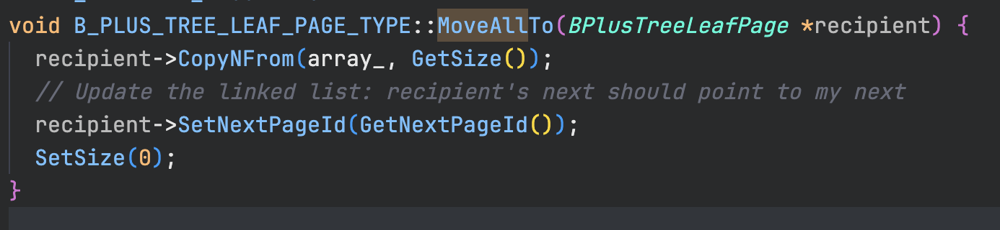 void B_PLUS_TREE_LEAF_PAGE_TYPE::MoveAllTo(BPlusTreeLeafPage *recipient) {
  recipient->CopyNFrom(array_, GetSize());
  // Update the linked list: recipient's next should point to my next
  recipient->SetNextPageId(GetNextPageId());
  SetSize(0);
}